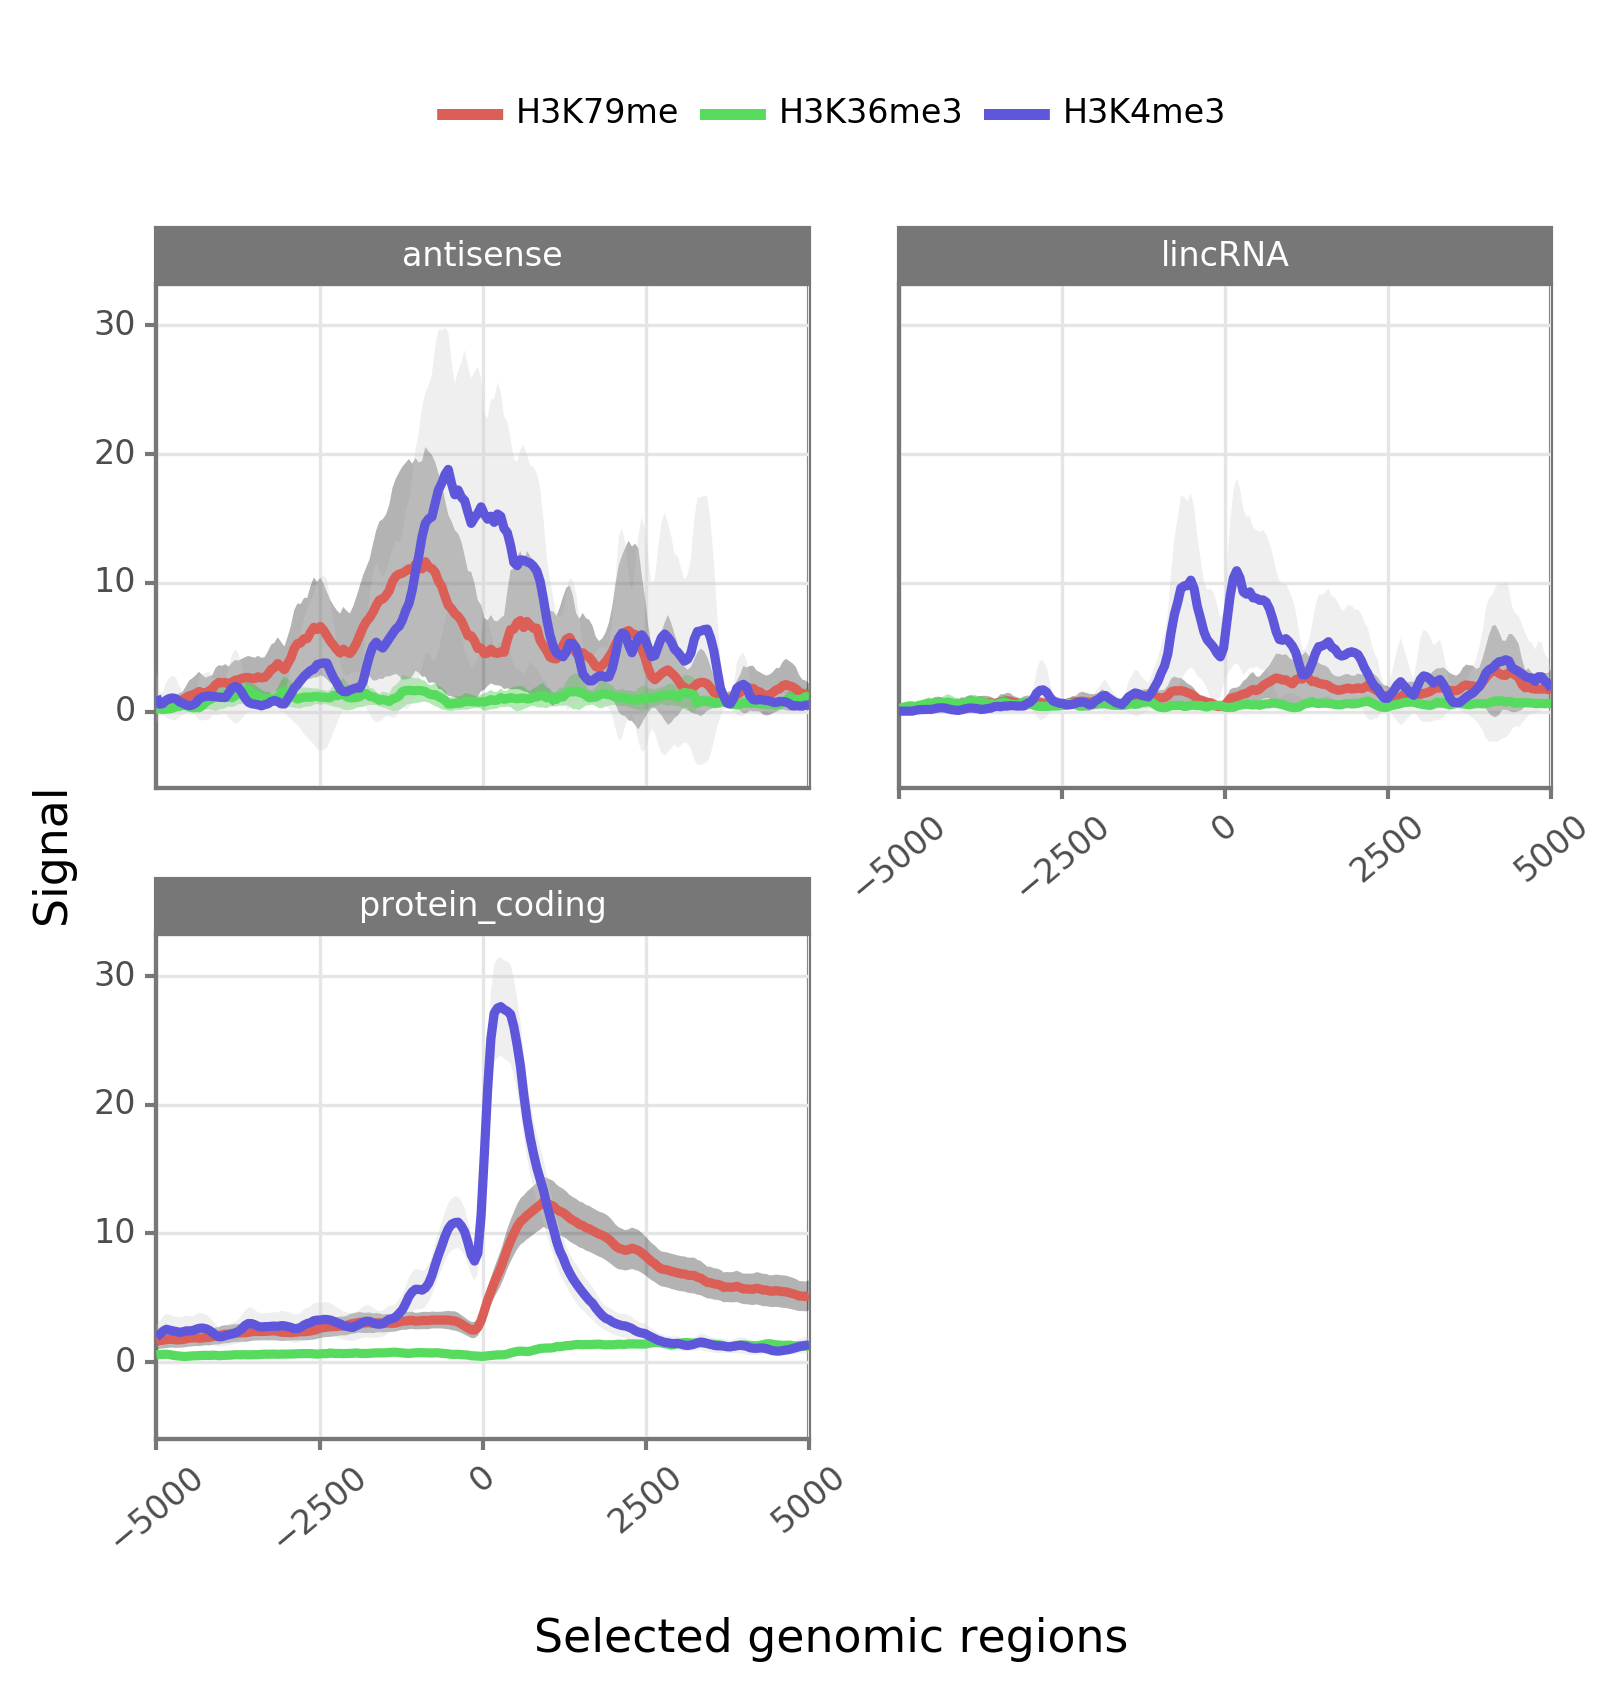 H3K79me H3K36me3 H3K4me3
antisense
lincRNA
30
20
10
0
−5000 −2500 0 2500 5000
Signal
protein_coding
30
20
10
0
−5000 −2500 0 2500 5000
Selected genomic regions